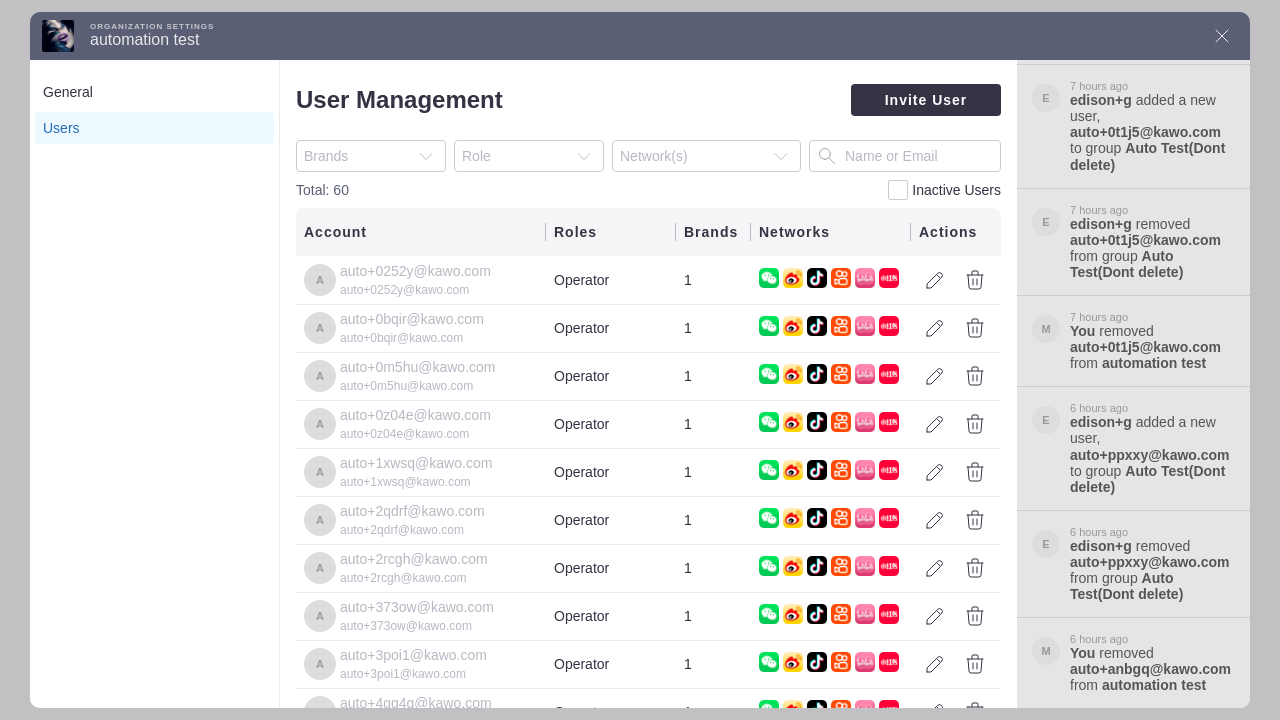 ORGANIZATION SETTINGS
automation test
General
Users
User Management
Invite User
Brands
Role
Network(s)
Name or Email
Total: 60
Inactive Users
Account
Roles
Brands
Networks
Actions
A
auto+0252y@kawo.com
auto+0252y@kawo.com
Operator
1
A
auto+0bqir@kawo.com
auto+0bqir@kawo.com
Operator
1
A
auto+0m5hu@kawo.com
auto+0m5hu@kawo.com
Operator
1
A
auto+0z04e@kawo.com
auto+0z04e@kawo.com
Operator
1
A
auto+1xwsq@kawo.com
auto+1xwsq@kawo.com
Operator
1
A
auto+2qdrf@kawo.com
auto+2qdrf@kawo.com
Operator
1
A
auto+2rcgh@kawo.com
auto+2rcgh@kawo.com
Operator
1
A
auto+373ow@kawo.com
auto+373ow@kawo.com
Operator
1
A
auto+3poi1@kawo.com
auto+3poi1@kawo.com
Operator
1
7 hours ago
E
edison+g added a new
user,
auto+0t1j5@kawo.com
to group Auto Test(Dont
delete)
7 hours ago
E
edison+g removed
auto+0t1j5@kawo.com
from group Auto
Test(Dont delete)
7 hours ago
M
You removed
auto+0t1j5@kawo.com
from automation test
6 hours ago
E
edison+g added a new
user,
auto+ppxxy@kawo.com
to group Auto Test(Dont
delete)
6 hours ago
E
edison+g removed
auto+ppxxy@kawo.com
from group Auto
Test(Dont delete)
6 hours ago
M
You removed
auto+anbgq@kawo.com
from automation test